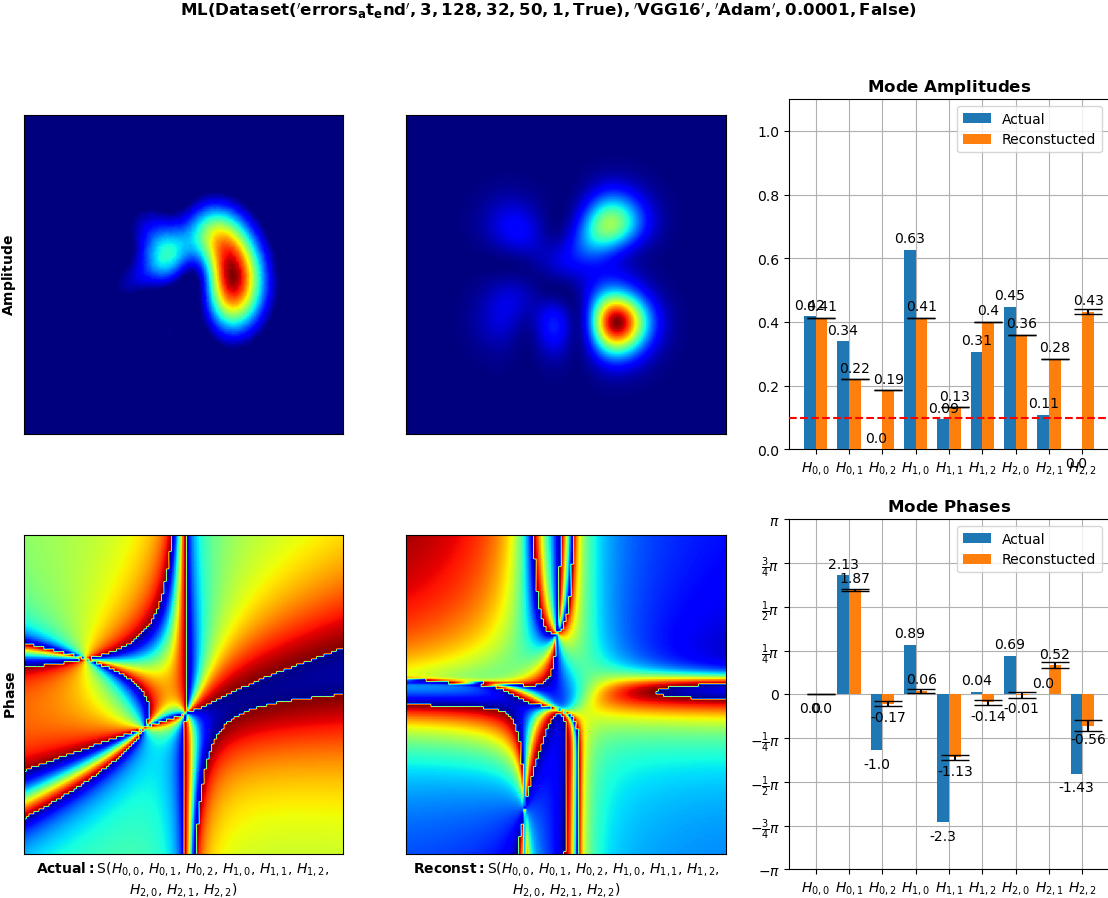 ML(Dataset('errors_at_end', 3, 128, 32, 50, 1, True), 'VGG16', 'Adam', 0.0001, False)
Amplitude
Mode Amplitudes
Actual
Reconstucted
1.0
0.8
0.6
0.4
0.2
0.0
0.42
0.41
0.34
0.22
0.0
0.19
0.63
0.41
0.09
0.13
0.31
0.4
0.45
0.36
0.11
0.28
0.0
0.43
H0,0 H0,1 H0,2 H1,0 H1,1 H1,2 H2,0 H2,1 H2,2
Phase
Mode Phases
Actual
Reconstucted
π
3/4π
1/2π
1/4π
0
−1/4π
−1/2π
−3/4π
−π
0.0
0.0
2.13
1.87
-1.0
-0.17
0.89
0.06
-2.3
-1.13
0.04
-0.14
0.69
-0.01
0.0
0.52
-1.43
-0.56
H0,0 H0,1 H0,2 H1,0 H1,1 H1,2 H2,0 H2,1 H2,2
Actual: S(H0,0, H0,1, H0,2, H1,0, H1,1, H1,2,
H2,0, H2,1, H2,2)
Reconst: S(H0,0, H0,1, H0,2, H1,0, H1,1, H1,2,
H2,0, H2,1, H2,2)